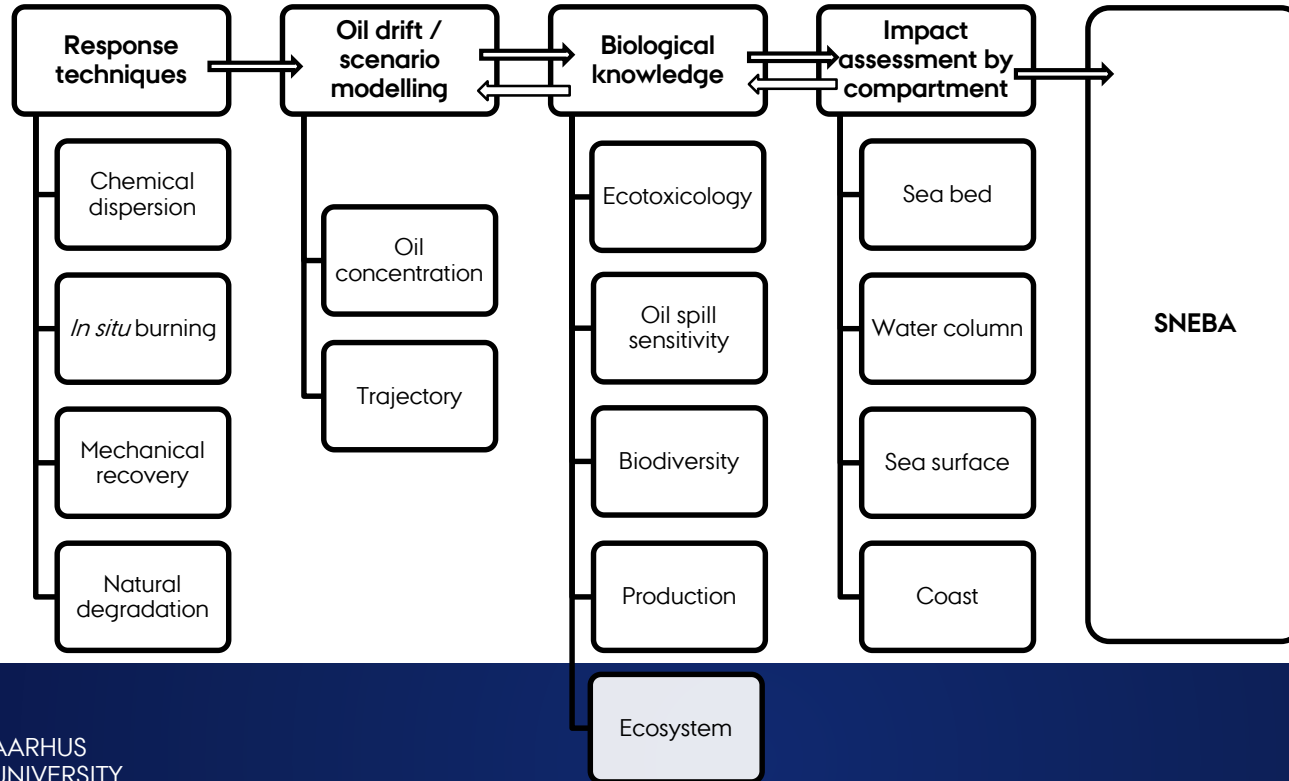 Response
techniques
Chemical
dispersion
In situ burning
Mechanical
recovery
Natural
degradation
Oil drift /
scenario
modelling
Oil
concentration
Trajectory
Biological
knowledge
Ecotoxicology
Oil spill
sensitivity
Biodiversity
Production
Ecosystem
Impact
assessment by
compartment
Sea bed
Water column
Sea surface
Coast
SNEBA
AARHUS
UNIVERSITY